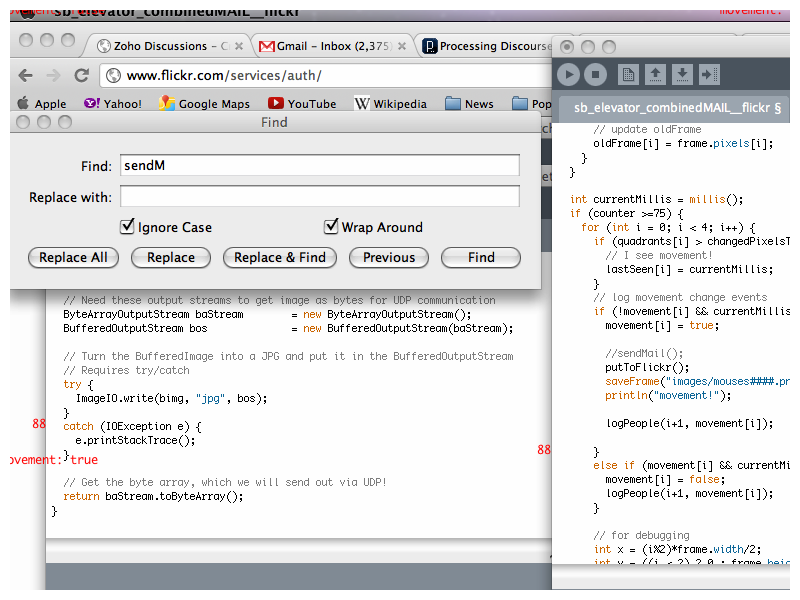 sb_elevator_combinedMAIL__flickr
Zoho Discussions - C
Gmail - Inbox (2,375)
Processing Discourse
www.flickr.com/services/auth/
Apple
Yahoo!
Google Maps
YouTube
Wikipedia
News
Pop
Find
Find:
sendM
Replace with:
Ignore Case
Wrap Around
Replace All
Replace
Replace & Find
Previous
Find
// Need these output streams to get image as bytes for UDP communication
ByteArrayOutputStream baStream = new ByteArrayOutputStream();
BufferedOutputStream bos = new BufferedOutputStream(baStream);
// Turn the BufferedImage into a JPG and put it in the BufferedOutputStream
// Requires try/catch
try {
ImageIO.write(bimg, "jpg", bos);
}
catch (IOException e) {
e.printStackTrace();
}
// Get the byte array, which we will send out via UDP!
return baStream.toByteArray();
}
88
ovement: true
88
movement:
sb_elevator_combinedMAIL__flickr §
// update oldFrame
oldFrame[i] = frame.pixels[i];
}
}
int currentMillis = millis();
if (counter >=75) {
for (int i = 0; i < 4; i++) {
if (quadrants[i] > changedPixelsT
// I see movement!
lastSeen[i] = currentMillis;
}
// log movement change events
if (!movement[i] && currentMillis
movement[i] = true;
//sendMail();
putToFlickr();
saveFrame("images/mouses####.pn
println("movement!");
logPeople(i+1, movement[i]);
}
else if (movement[i] && currentMi
movement[i] = false;
logPeople(i+1, movement[i]);
}
// for debugging
int x = (i%2)*frame.width/2;
int y = ((i < 2) ? 0 : frame.hei